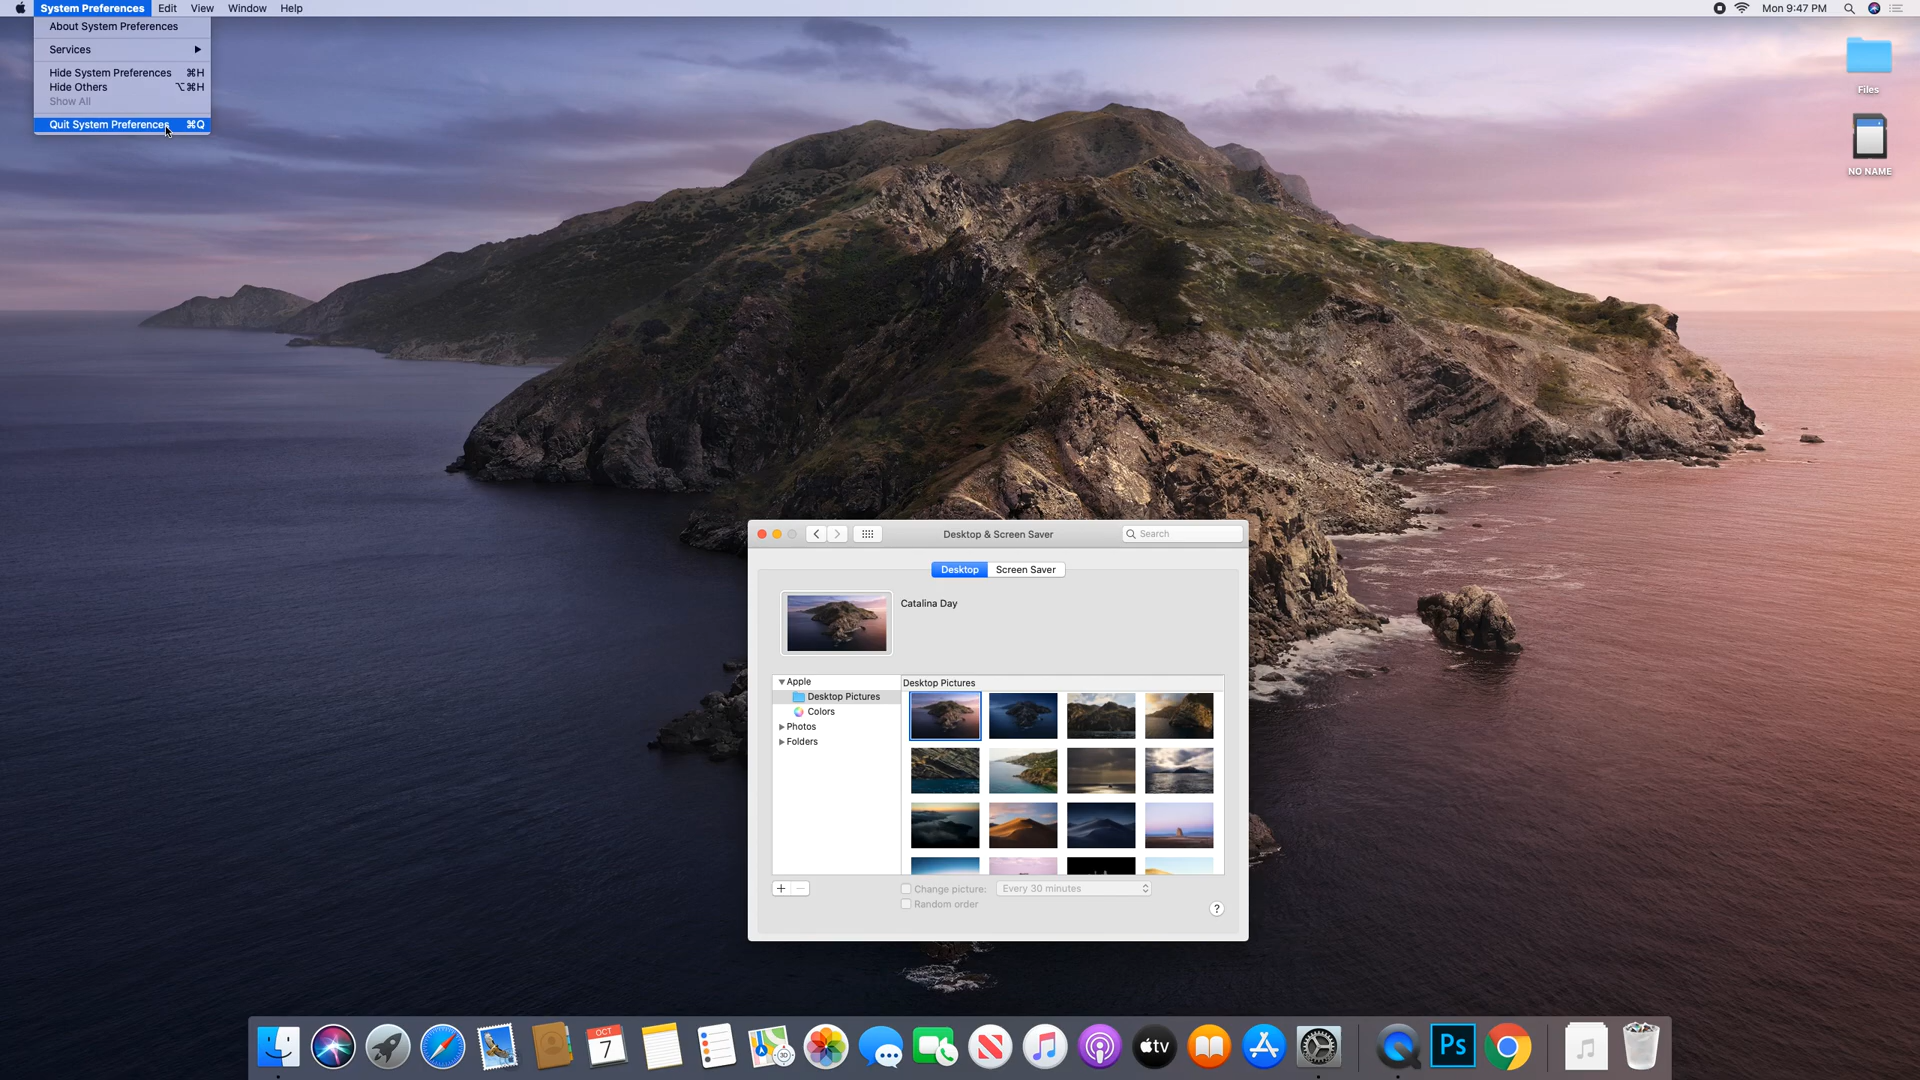 System Preferences Edit View Window Help
Mon 9:47 PM
About System Preferences
Services
Hide System Preferences ⌘H
Hide Others ⌥⌘H
Show All
Quit System Preferences ⌘Q
Files
NO NAME
Desktop & Screen Saver
Search
Desktop Screen Saver
Catalina Day
Apple
Desktop Pictures
Colors
Photos
Folders
Desktop Pictures
Change picture: Every 30 minutes
Random order
?
OCT
7
3D
tv
Ps